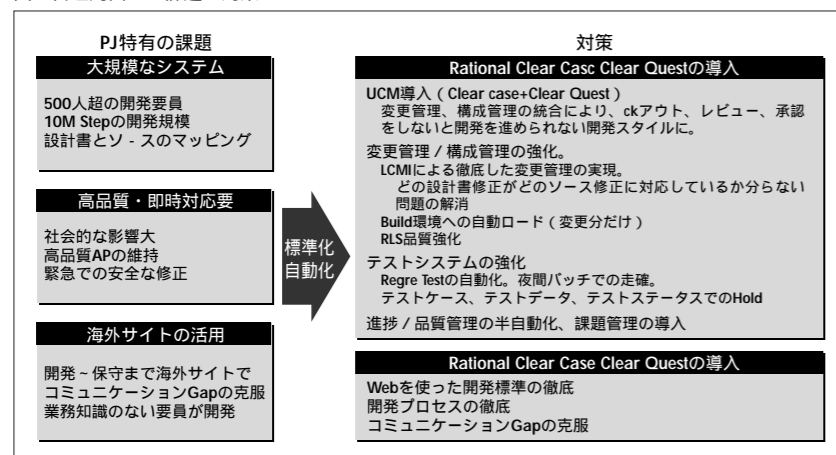 PJ特有の課題
大規模なシステム
500人超の開発要員
10M Stepの開発規模
設計書とソ - スのマッピング
高品質・即時対応要
社会的な影響大
高品質APの維持
緊急での安全な修正
海外サイトの活用
開発~保守まで海外サイトで
コミュニケーションGapの克服
業務知識のない要員が開発
標準化
自動化
対策
Rational Clear Casc Clear Questの導入
UCM導入(Clear case+Clear Quest)
変更管理、構成管理の統合により、ckアウト、レビュー、承認
をしないと開発を進められない開発スタイルに。
変更管理/構成管理の強化。
LCMIによる徹底した変更管理の実現。
どの設計書修正がどのソース修正に対応しているか分らない
問題の解消
Build環境への自動ロード(変更分だけ)
RLS品質強化
テストシステムの強化
Regre Testの自動化。夜間バッチでの走確。
テストケース、テストデータ、テストステータスでのHold
進捗/品質管理の半自動化、課題管理の導入
Rational Clear Casc Clear Questの導入
Webを使った開発標準の徹底
開発プロセスの徹底
コミュニケーションGapの克服